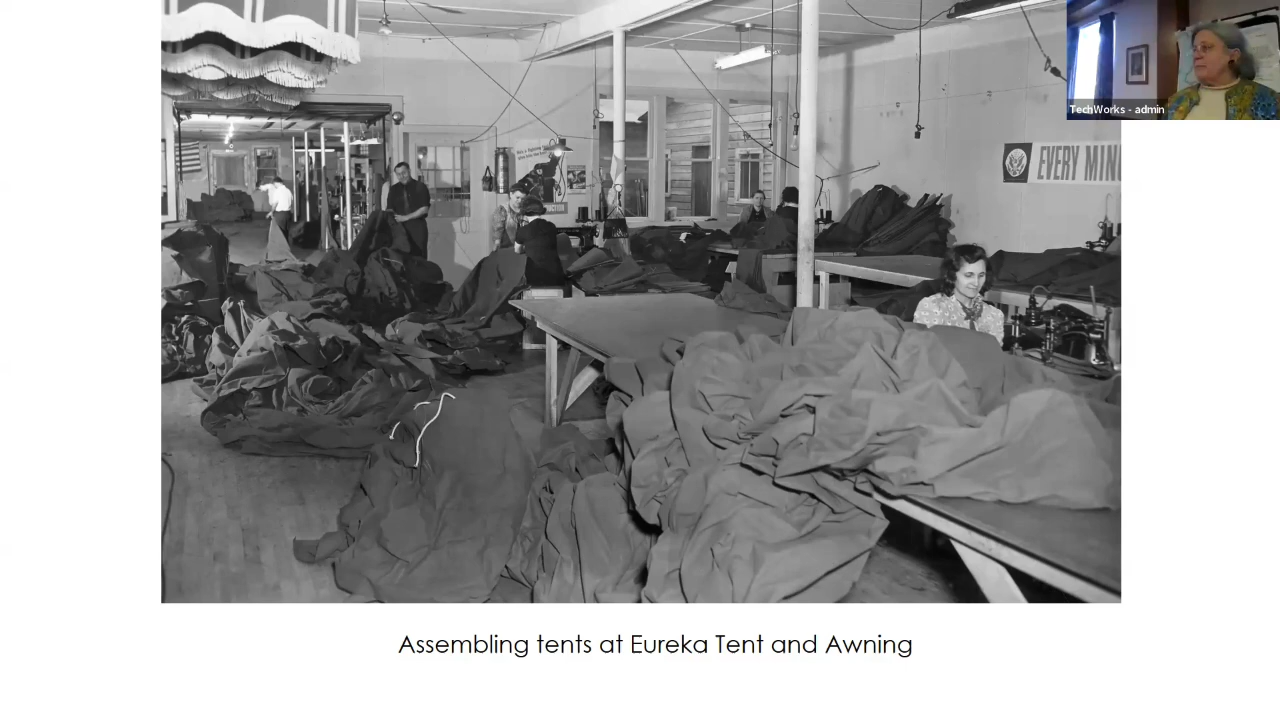 TechWorks - admin
EVERY MIN
Assembling tents at Eureka Tent and Awning